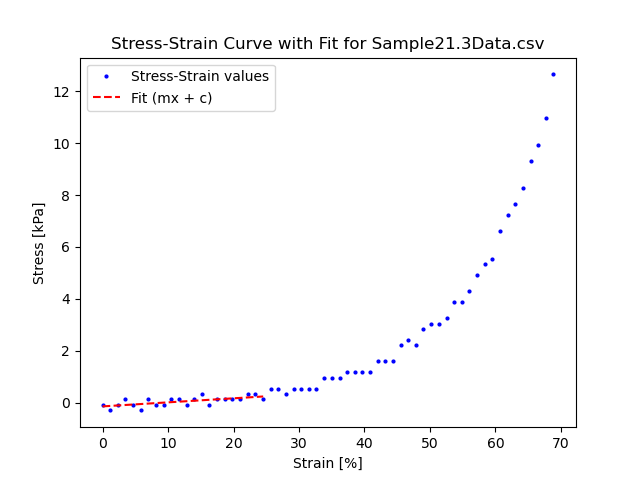 Stress-Strain Curve with Fit for Sample21.3Data.csv
Stress-Strain values
Fit (mx + c)
12
10
8
6
4
2
0
Stress [kPa]
0 10 20 30 40 50 60 70
Strain [%]